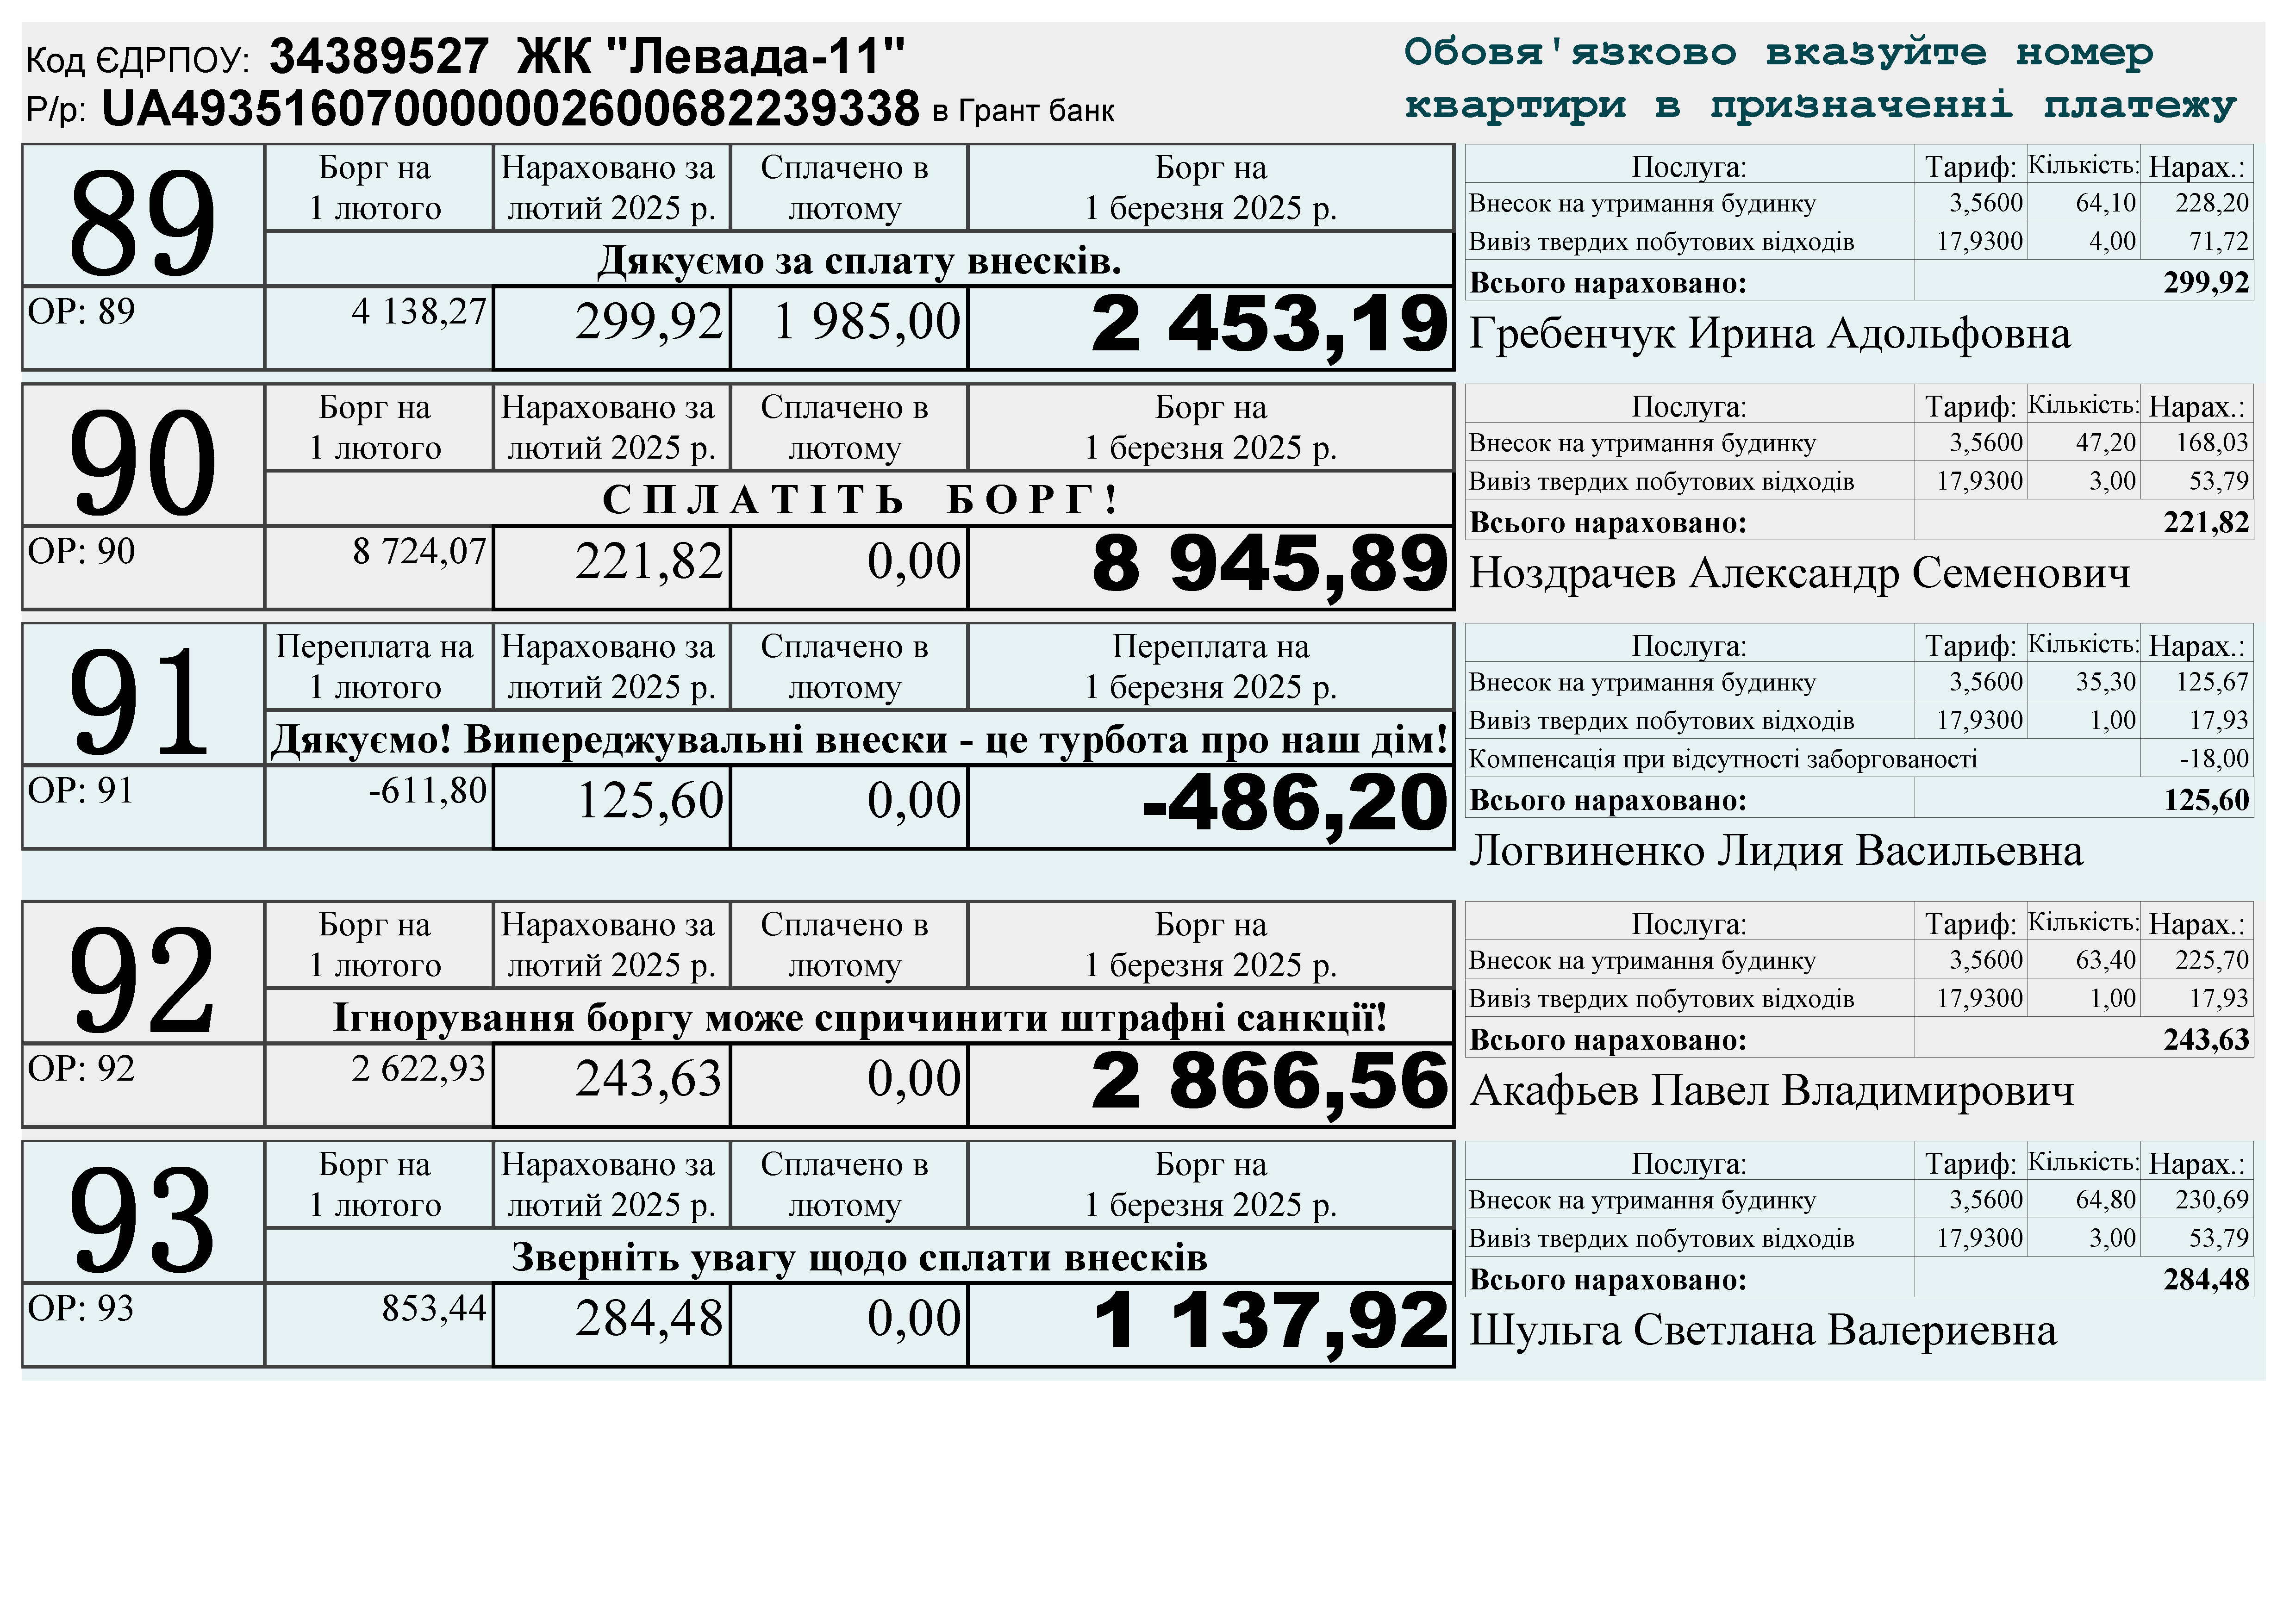 Код ЄДРПОУ: 34389527 ЖК "Левада-11"
Р/р: UA493516070000002600682239338 в Грант банк
Обовя'язково вказуйте номер
квартири в призначенні платежу
89 Борг на 1 лютого Нараховано за лютий 2025 р. Сплачено в лютому Борг на 1 березня 2025 р.
Дякуємо за сплату внесків.
ОР: 89 4 138,27 299,92 1 985,00 2 453,19
Послуга: Тариф: Кількість: Нарах.:
Внесок на утримання будинку 3,5600 64,10 228,20
Вивіз твердих побутових відходів 17,9300 4,00 71,72
Всього нараховано: 299,92
Гребенчук Ирина Адольфовна
90 Борг на 1 лютого Нараховано за лютий 2025 р. Сплачено в лютому Борг на 1 березня 2025 р.
С П Л А Т І Т Ь Б О Р Г !
ОР: 90 8 724,07 221,82 0,00 8 945,89
Послуга: Тариф: Кількість: Нарах.:
Внесок на утримання будинку 3,5600 47,20 168,03
Вивіз твердих побутових відходів 17,9300 3,00 53,79
Всього нараховано: 221,82
Ноздрачев Александр Семенович
91 Переплата на 1 лютого Нараховано за лютий 2025 р. Сплачено в лютому Переплата на 1 березня 2025 р.
Дякуємо! Випереджувальні внески - це турбота про наш дім!
ОР: 91 -611,80 125,60 0,00 -486,20
Послуга: Тариф: Кількість: Нарах.:
Внесок на утримання будинку 3,5600 35,30 125,67
Вивіз твердих побутових відходів 17,9300 1,00 17,93
Компенсація при відсутності заборгованості -18,00
Всього нараховано: 125,60
Логвиненко Лидия Васильевна
92 Борг на 1 лютого Нараховано за лютий 2025 р. Сплачено в лютому Борг на 1 березня 2025 р.
Ігнорування боргу може спричинити штрафні санкції!
ОР: 92 2 622,93 243,63 0,00 2 866,56
Послуга: Тариф: Кількість: Нарах.:
Внесок на утримання будинку 3,5600 63,40 225,70
Вивіз твердих побутових відходів 17,9300 1,00 17,93
Всього нараховано: 243,63
Акафьев Павел Владимирович
93 Борг на 1 лютого Нараховано за лютий 2025 р. Сплачено в лютому Борг на 1 березня 2025 р.
Зверніть увагу щодо сплати внесків
ОР: 93 853,44 284,48 0,00 1 137,92
Послуга: Тариф: Кількість: Нарах.:
Внесок на утримання будинку 3,5600 64,80 230,69
Вивіз твердих побутових відходів 17,9300 3,00 53,79
Всього нараховано: 284,48
Шульга Светлана Валериевна